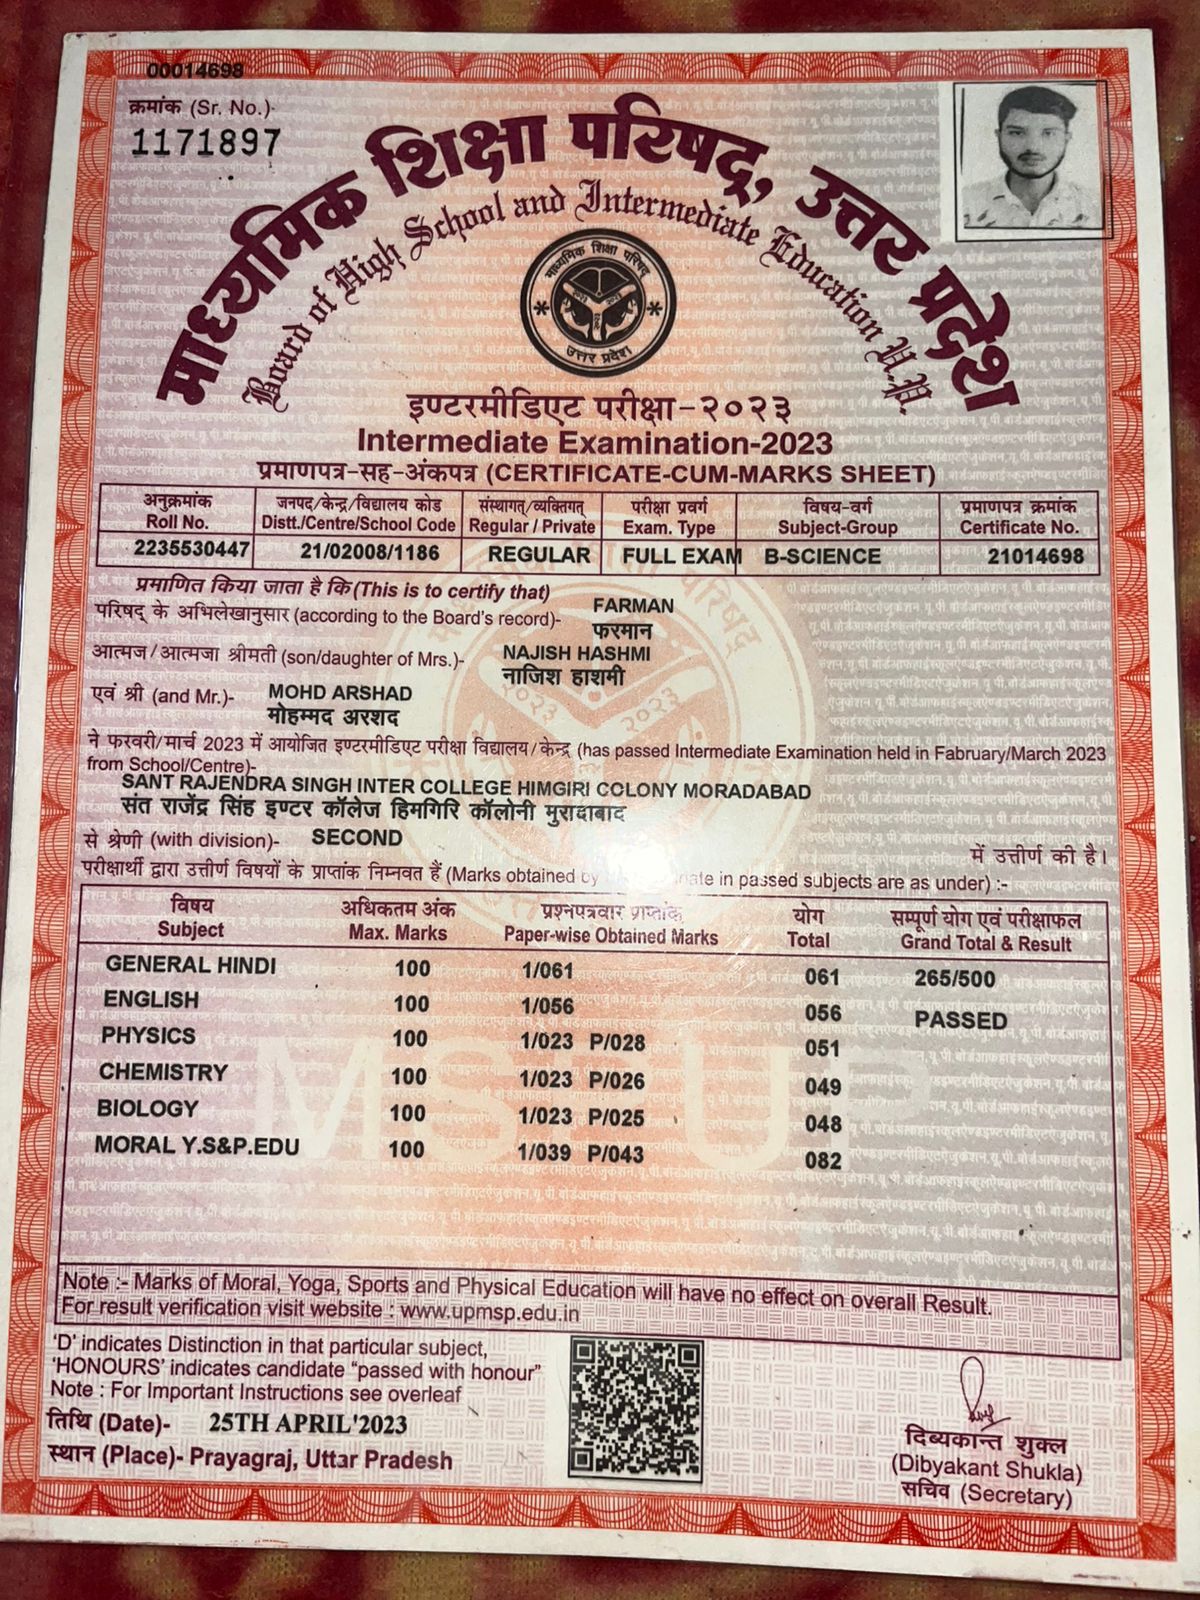 00014698
क्रमांक (Sr. No.)-
1171897
माध्यमिक शिक्षा परिषद्, उत्तर प्रदेश
Board of High School and Intermediate Education U.P.
माध्यमिक शिक्षा परिषद
उत्तर प्रदेश
इण्टरमीडिएट परीक्षा-२०२३
Intermediate Examination-2023
प्रमाणपत्र-सह-अंकपत्र (CERTIFICATE-CUM-MARKS SHEET)
अनुक्रमांक जनपद/केन्द्र/विद्यालय कोड संस्थागत्/व्यक्तिगत् परीक्षा प्रवर्ग विषय-वर्ग प्रमाणपत्र क्रमांक
Roll No. Distt./Centre/School Code Regular / Private Exam. Type Subject-Group Certificate No.
2235530447 21/02008/1186 REGULAR FULL EXAM B-SCIENCE 21014698
प्रमाणित किया जाता है कि (This is to certify that)
परिषद् के अभिलेखानुसार (according to the Board's record)- FARMAN
फरमान
आत्मज/आत्मजा श्रीमती (son/daughter of Mrs.)- NAJISH HASHMI
नाजिश हाशमी
एवं श्री (and Mr.)- MOHD ARSHAD
मोहम्मद अरशद
ने फरवरी/मार्च 2023 में आयोजित इण्टरमीडिएट परीक्षा विद्यालय/केन्द्र (has passed Intermediate Examination held in Fabruary/March 2023
from School/Centre)-
SANT RAJENDRA SINGH INTER COLLEGE HIMGIRI COLONY MORADABAD
संत राजेंद्र सिंह इण्टर कॉलेज हिमगिरि कॉलोनी मुरादाबाद
से श्रेणी (with division)- SECOND में उत्तीर्ण की है।
परीक्षार्थी द्वारा उत्तीर्ण विषयों के प्राप्तांक निम्नवत हैं (Marks obtained by in passed subjects are as under) :-
विषय अधिकतम अंक प्रश्नपत्रवार प्राप्तांक योग सम्पूर्ण योग एवं परीक्षाफल
Subject Max. Marks Paper-wise Obtained Marks Total Grand Total & Result
GENERAL HINDI 100 1/061 061 265/500
ENGLISH 100 1/056 056 PASSED
PHYSICS 100 1/023 P/028 051
CHEMISTRY 100 1/023 P/026 049
BIOLOGY 100 1/023 P/025 048
MORAL Y.S&P.EDU 100 1/039 P/043 082
Note :- Marks of Moral, Yoga, Sports and Physical Education will have no effect on overall Result.
For result verification visit website : www.upmsp.edu.in
'D' indicates Distinction in that particular subject,
'HONOURS' indicates candidate "passed with honour"
Note : For Important Instructions see overleaf
तिथि (Date)- 25TH APRIL'2023
स्थान (Place)- Prayagraj, Uttar Pradesh
दिब्यकान्त शुक्ल
(Dibyakant Shukla)
सचिव (Secretary)